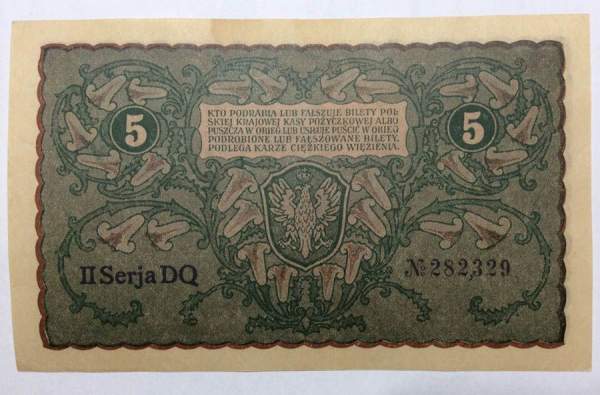 KTO PODRABIA LUB FAŁSZUJE BILETY POL
SKIEJ KRAJOWEJ KASY POŻYCZKOWEJ ALBO
PUSZCZA W OBIEG LUB USIŁUJE PUŚCIĆ W OBIEG
PODROBIONE LUB FAŁSZOWANE BILETY,
PODLEGA KARZE CIĘŻKIEGO WIĘZIENIA.
5 5
II Serja DQ № 282,329